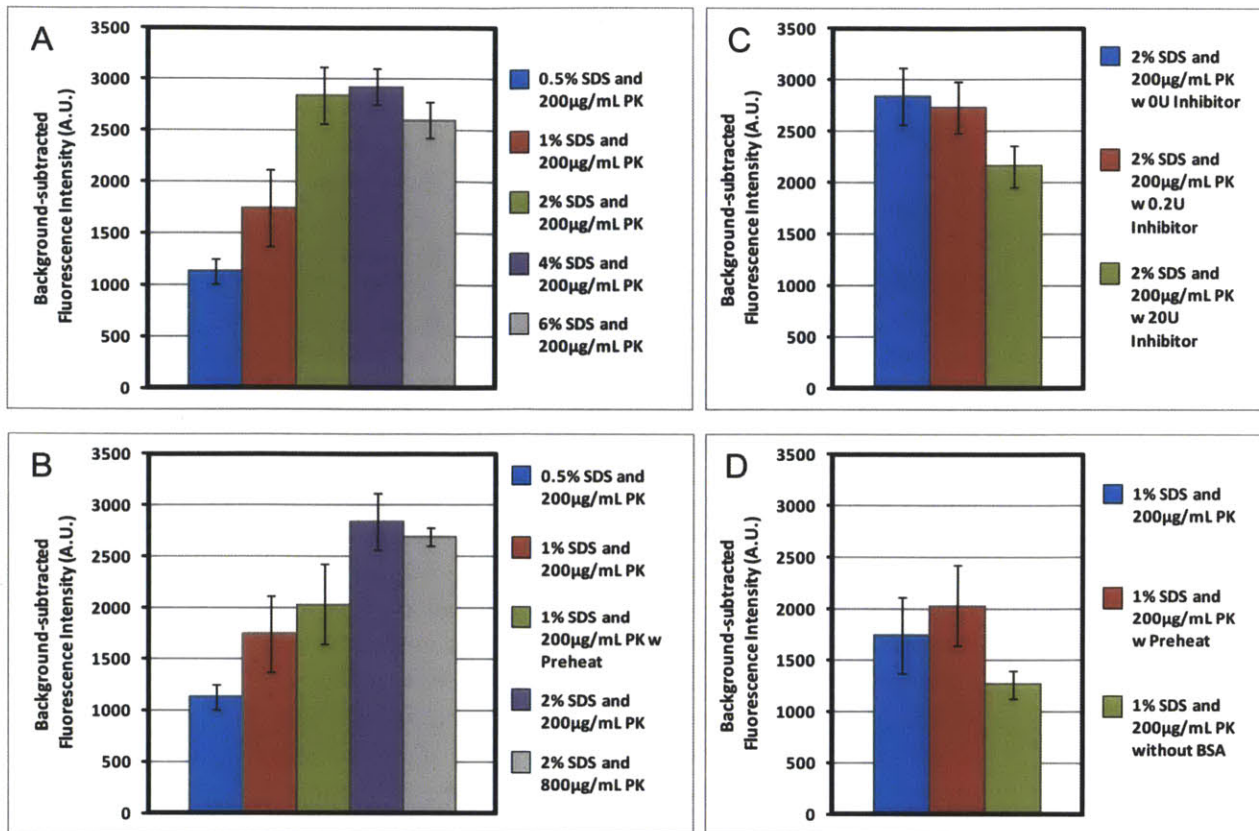 A
Background-subtracted
Fluorescence Intensity (A.U.)
3500
3000
2500
2000
1500
1000
500
0
0.5% SDS and
200µg/mL PK
1% SDS and
200µg/mL PK
2% SDS and
200µg/mL PK
4% SDS and
200µg/mL PK
6% SDS and
200µg/mL PK
C
Background-subtracted
Fluorescence Intensity (A.U.)
3500
3000
2500
2000
1500
1000
500
0
2% SDS and
200µg/mL PK
w 0U Inhibitor
2% SDS and
200µg/mL PK
w 0.2U
Inhibitor
2% SDS and
200µg/mL PK
w 20U
Inhibitor
B
Background-subtracted
Fluorescence Intensity (A.U.)
3500
3000
2500
2000
1500
1000
500
0
0.5% SDS and
200µg/mL PK
1% SDS and
200µg/mL PK
1% SDS and
200µg/mL PK w
Preheat
2% SDS and
200µg/mL PK
2% SDS and
800µg/mL PK
D
Background-subtracted
Fluorescence Intensity (A.U.)
3500
3000
2500
2000
1500
1000
500
0
1% SDS and
200µg/mL PK
1% SDS and
200µg/mL PK
w Preheat
1% SDS and
200µg/mL PK
without BSA